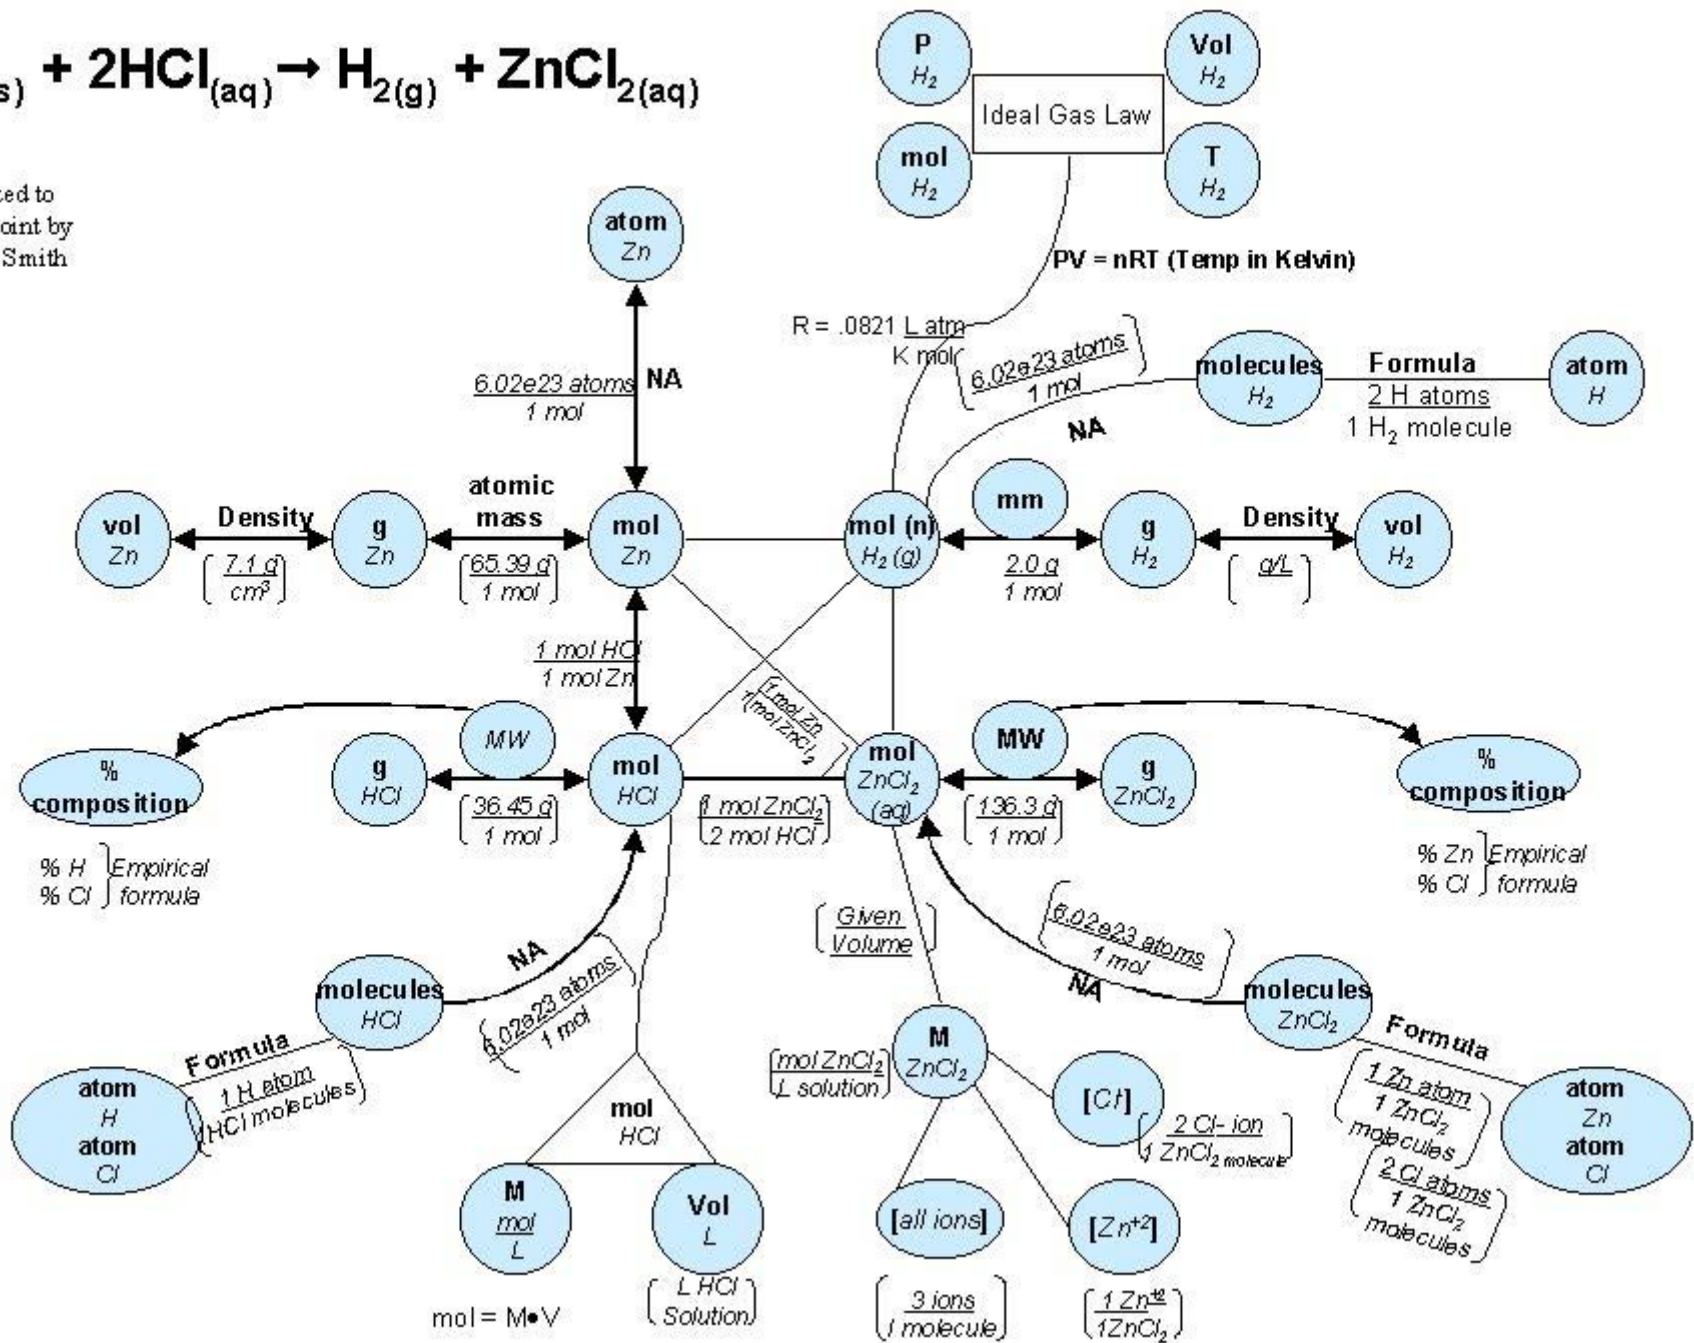 s) + 2HCl(aq) → H2(g) + ZnCl2(aq)
P
H2
Vol
H2
Ideal Gas Law
mol
H2
T
H2
ted to
oint by
Smith
atom
Zn
PV = nRT (Temp in Kelvin)
R = .0821 L atm
K mol
6.02e23 atoms
1 mol
NA
6.02e23 atoms
1 mol
NA
molecules
H2
Formula
2 H atoms
1 H2 molecule
atom
H
vol
Zn
Density
7.1 g
cm³
g
Zn
atomic
mass
65.39 g
1 mol
mol
Zn
mol (n)
H2 (g)
mm
2.0 g
1 mol
g
H2
Density
g/L
vol
H2
1 mol HCl
1 mol Zn
1 mol Zn
1 mol ZnCl2
%
composition
% H
% Cl
Empirical
formula
MW
g
HCl
36.45 g
1 mol
mol
HCl
1 mol ZnCl2
2 mol HCl
mol
ZnCl2
(aq)
MW
136.3 g
1 mol
g
ZnCl2
%
composition
% Zn
% Cl
Empirical
formula
Given
Volume
NA
6.02e23 atoms
1 mol
6.02e23 atoms
1 mol
NA
molecules
HCl
Formula
1 H atom
1HCl molecules
atom
H
atom
Cl
mol
HCl
M
mol
L
Vol
L
mol = M•V
L HCl
Solution
M
ZnCl2
mol ZnCl2
L solution
[Cl]
2 Cl- ion
1 ZnCl2 molecule
[all ions]
3 ions
1 molecule
[Zn+2]
1 Zn+2
1ZnCl2
molecules
ZnCl2
Formula
1 Zn atom
1 ZnCl2
molecules
2 Cl atoms
1 ZnCl2
molecules
atom
Zn
atom
Cl